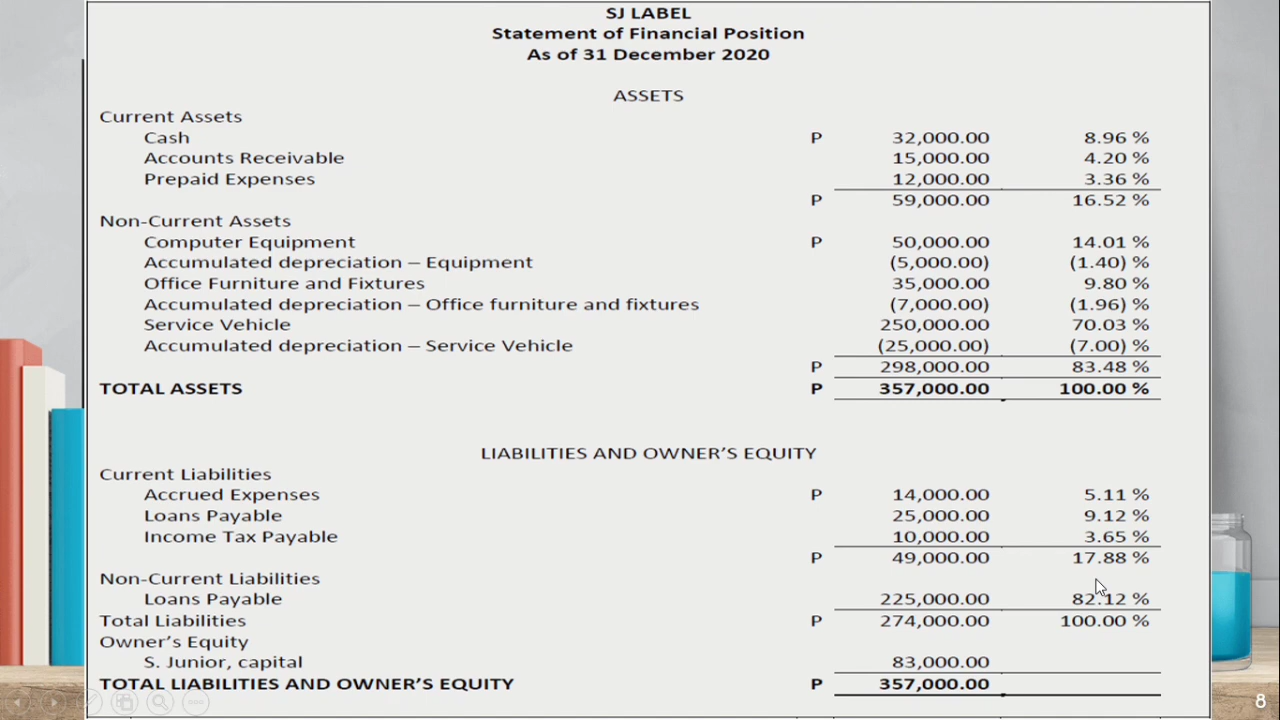 SJ LABEL
Statement of Financial Position
As of 31 December 2020
ASSETS
Current Assets
Cash P 32,000.00 8.96 %
Accounts Receivable 15,000.00 4.20 %
Prepaid Expenses 12,000.00 3.36 %
P 59,000.00 16.52 %
Non-Current Assets
Computer Equipment P 50,000.00 14.01 %
Accumulated depreciation – Equipment (5,000.00) (1.40) %
Office Furniture and Fixtures 35,000.00 9.80 %
Accumulated depreciation – Office furniture and fixtures (7,000.00) (1.96) %
Service Vehicle 250,000.00 70.03 %
Accumulated depreciation – Service Vehicle (25,000.00) (7.00) %
P 298,000.00 83.48 %
TOTAL ASSETS P 357,000.00 100.00 %
LIABILITIES AND OWNER’S EQUITY
Current Liabilities
Accrued Expenses P 14,000.00 5.11 %
Loans Payable 25,000.00 9.12 %
Income Tax Payable 10,000.00 3.65 %
P 49,000.00 17.88 %
Non-Current Liabilities
Loans Payable 225,000.00 82.12 %
Total Liabilities P 274,000.00 100.00 %
Owner’s Equity
S. Junior, capital 83,000.00
TOTAL LIABILITIES AND OWNER’S EQUITY P 357,000.00
8